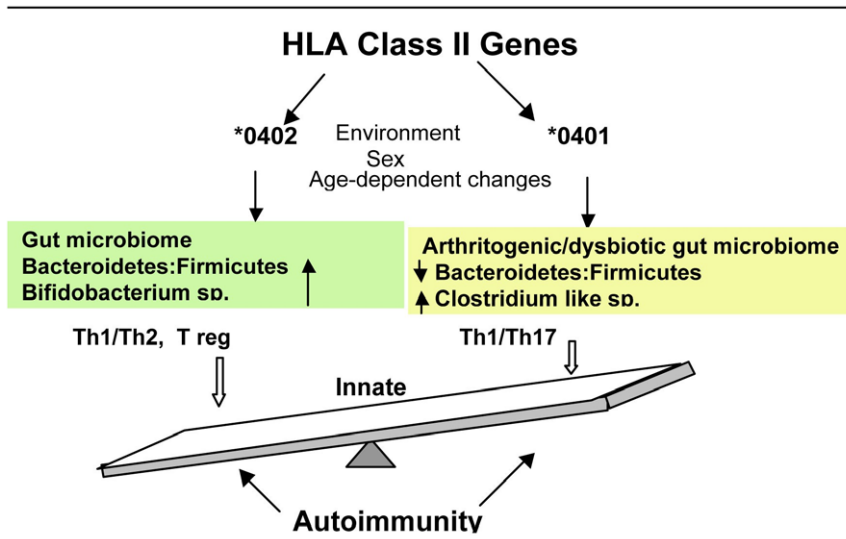 HLA Class II Genes
*0402
Environment
*0401
Sex
Age-dependent changes
Gut microbiome
Bacteroidetes:Firmicutes
Bifidobacterium sp.
Arthritogenic/dysbiotic gut microbiome
Bacteroidetes:Firmicutes
Clostridium like sp.
Th1/Th2, T reg
Th1/Th17
Innate
Autoimmunity